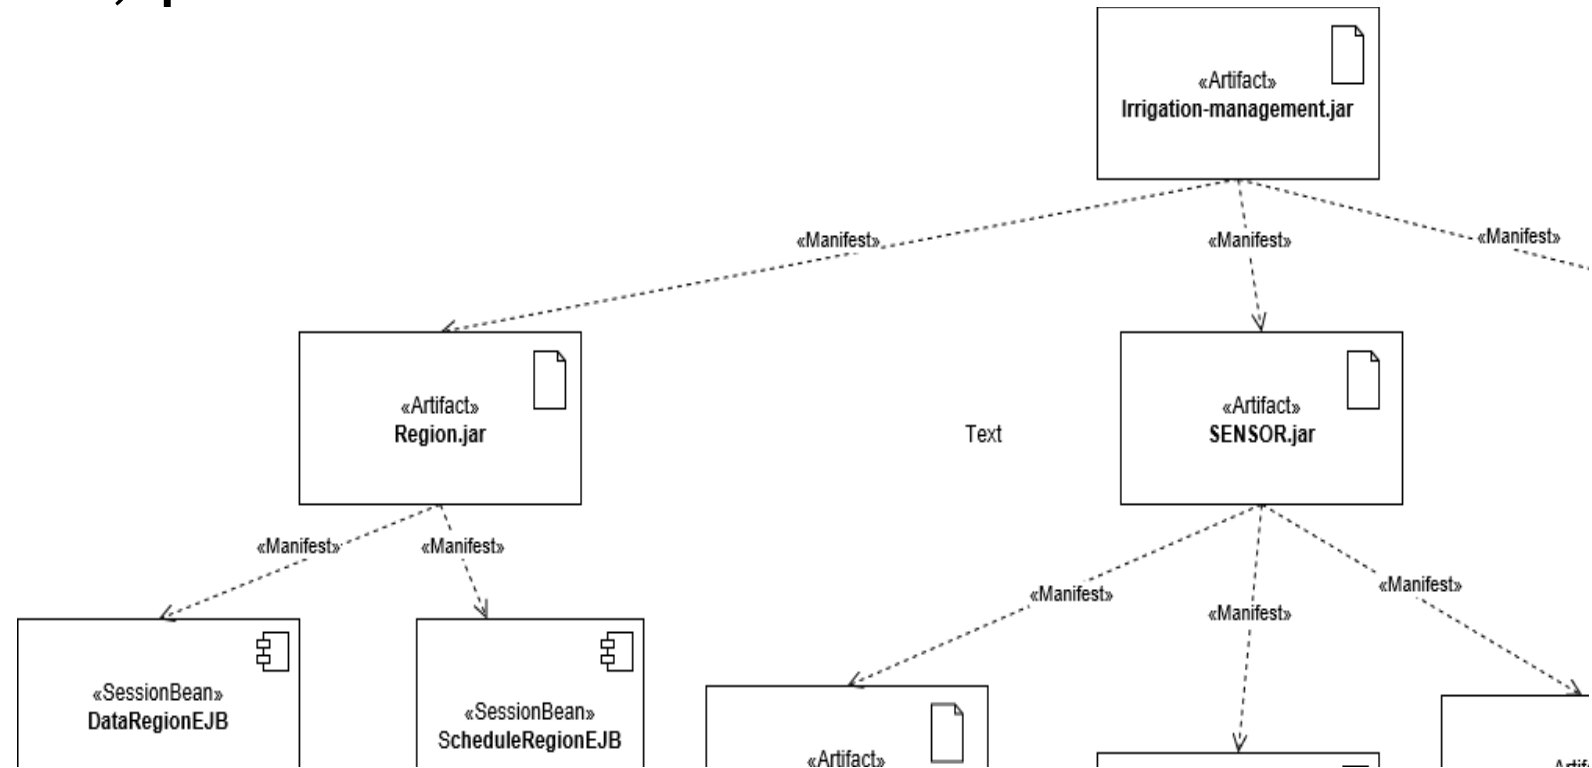 «Artifact»
Irrigation-management.jar
«Manifest»
«Manifest»
«Manifest»
«Artifact»
Region.jar
Text
«Artifact»
SENSOR.jar
«Manifest»
«Manifest»
«Manifest»
«Manifest»
«Manifest»
«SessionBean»
DataRegionEJB
«SessionBean»
ScheduleRegionEJB
«Artifact»